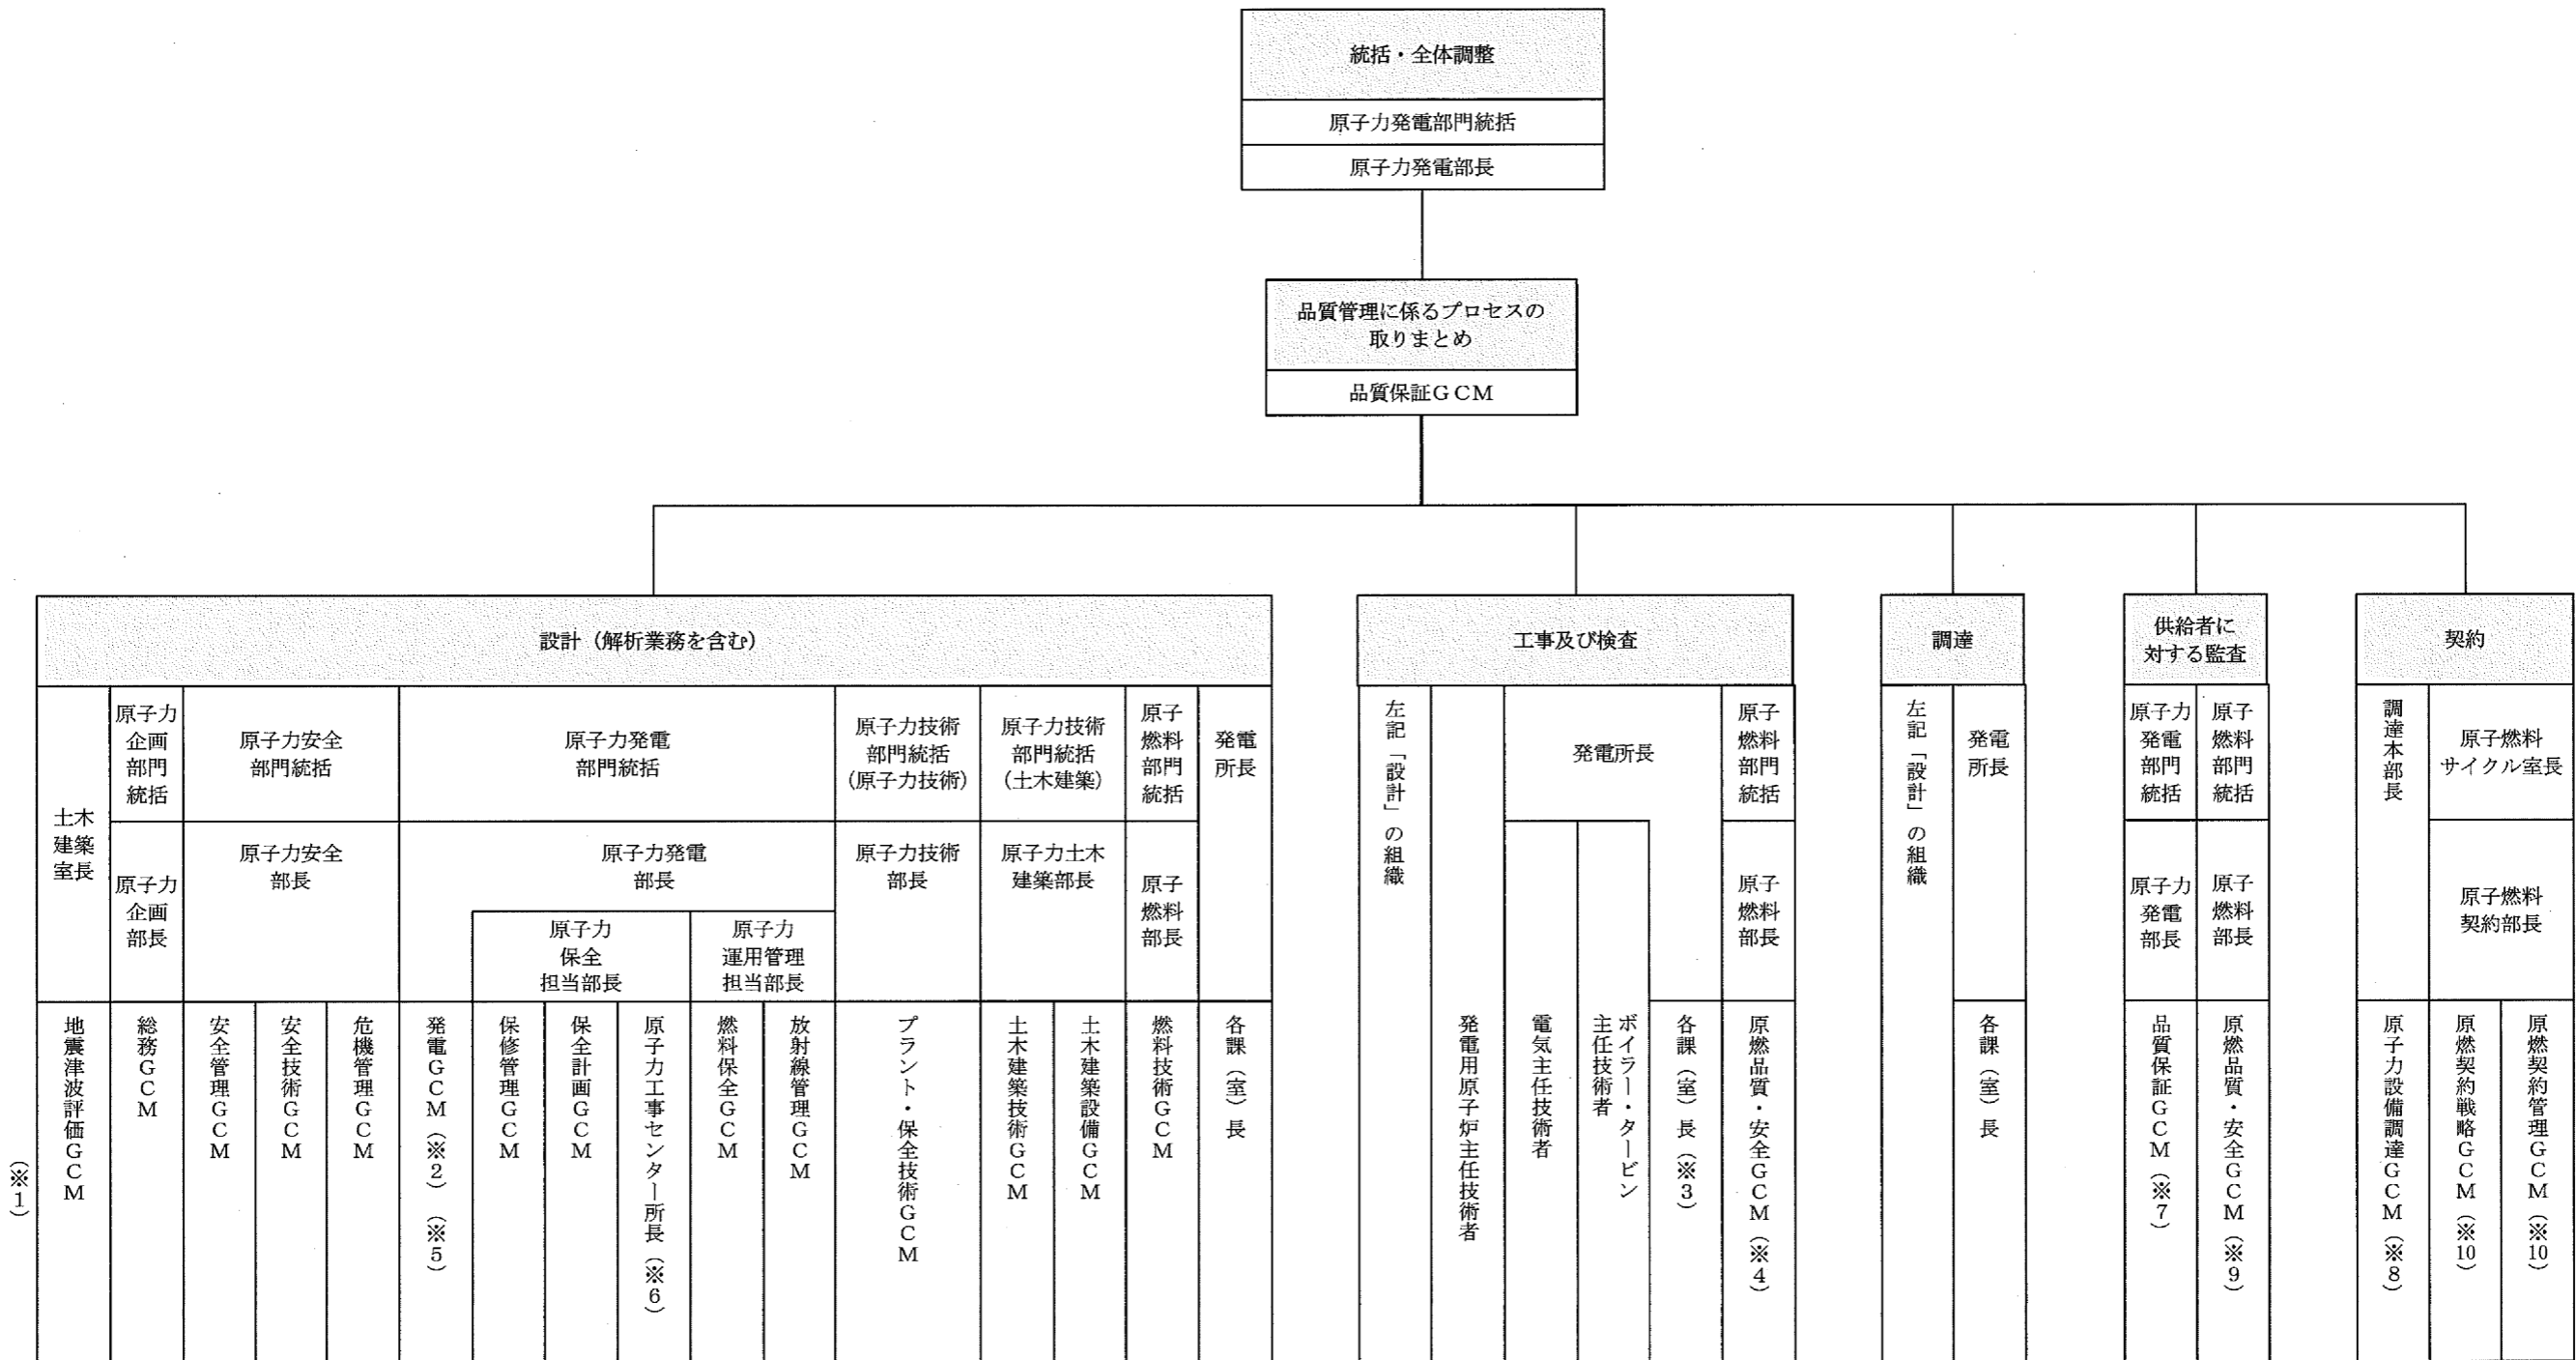 統括・全体調整
原子力発電部門統括
原子力発電部長
品質管理に係るプロセスの
取りまとめ
品質保証GCM
設計（解析業務を含む）
土木
建築
室長
原子力
企画
部門
統括
原子力安全
部門統括
原子力発電
部門統括
原子力技術
部門統括
（原子力技術）
原子力技術
部門統括
（土木建築）
原子
燃料
部門
統括
発電
所長
原子力
企画
部長
原子力安全
部長
原子力発電
部長
原子力
保全
担当部長
原子力
運用管理
担当部長
原子力技術
部長
原子力土木
建築部長
原子
燃料
部長
（※1）
地震津波評価GCM
総務GCM
安全管理GCM
安全技術GCM
危機管理GCM
発電GCM（※2）（※5）
保修管理GCM
保全計画GCM
原子力工事センター所長（※6）
燃料保全GCM
放射線管理GCM
プラント・保全技術GCM
土木建築技術GCM
土木建築設備GCM
燃料技術GCM
各課（室）長
工事及び検査
左記「設計」の組織
発電用原子炉主任技術者
発電所長
電気主任技術者
ボイラー・タービン
主任技術者
各課（室）長（※3）
原子
燃料
部門
統括
原子
燃料
部長
原燃品質・安全GCM（※4）
調達
左記「設計」の組織
発電
所長
各課（室）長
供給者に
対する監査
原子力
発電
部門
統括
原子
燃料
部門
統括
原子力
発電
部長
原子
燃料
部長
品質保証GCM（※7）
原燃品質・安全GCM（※9）
契約
調達本部長
原子燃料
サイクル室長
原子燃料
契約部長
原子力設備調達GCM（※8）
原燃契約戦略GCM（※10）
原燃契約管理GCM（※10）